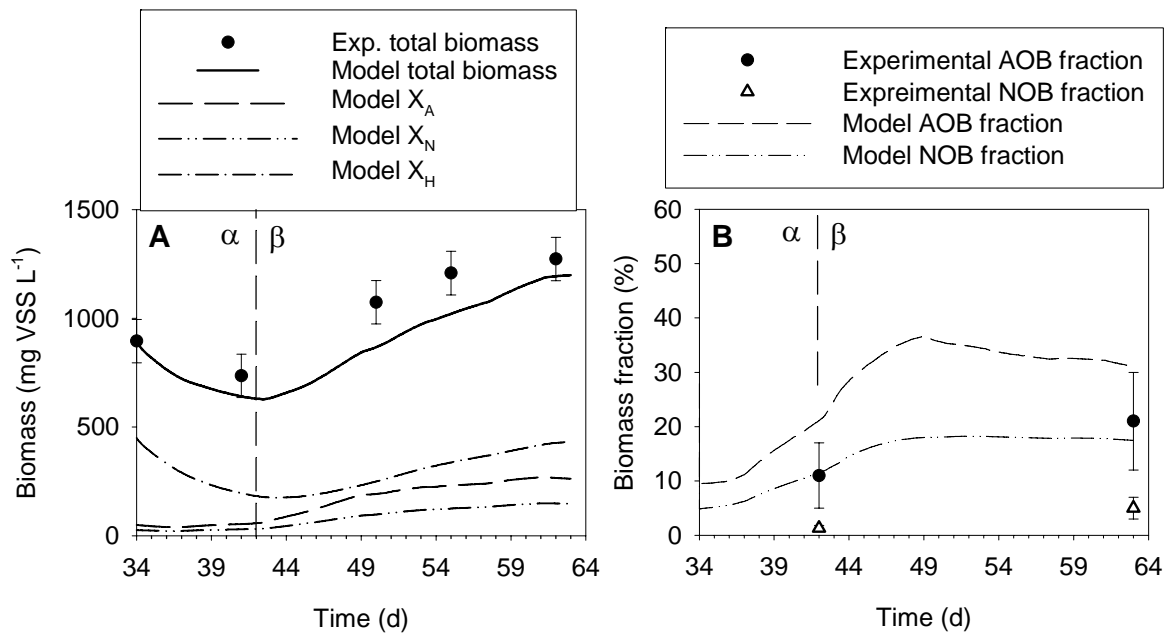 Exp. total biomass
Model total biomass
Model X_A
Model X_N
Model X_H
Experimental AOB fraction
Expreimental NOB fraction
Model AOB fraction
Model NOB fraction
A
α β
1500
1000
500
0
Biomass (mg VSS L⁻¹)
34 39 44 49 54 59 64
Time (d)
B
α β
60
50
40
30
20
10
0
Biomass fraction (%)
34 39 44 49 54 59 64
Time (d)